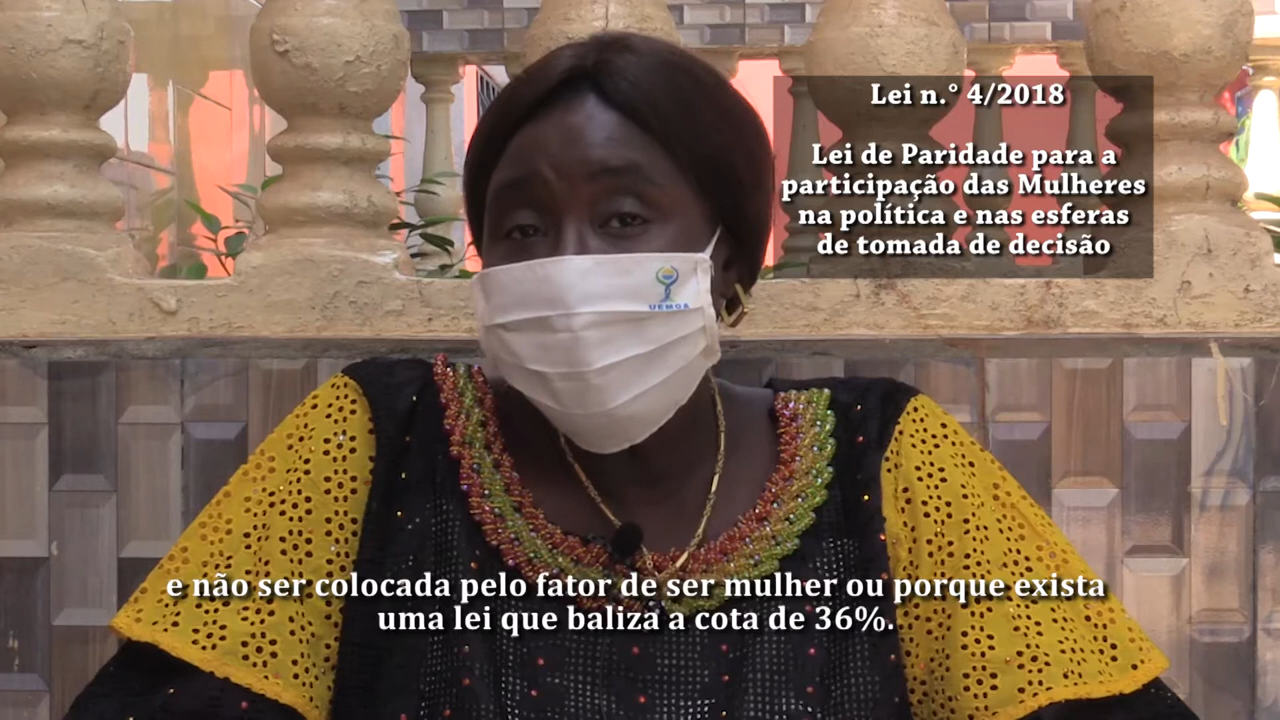 Lei n.° 4/2018
Lei de Paridade para a
participação das Mulheres
na política e nas esferas
de tomada de decisão
UEMOA
e não ser colocada pelo fator de ser mulher ou porque exista
uma lei que baliza a cota de 36%.